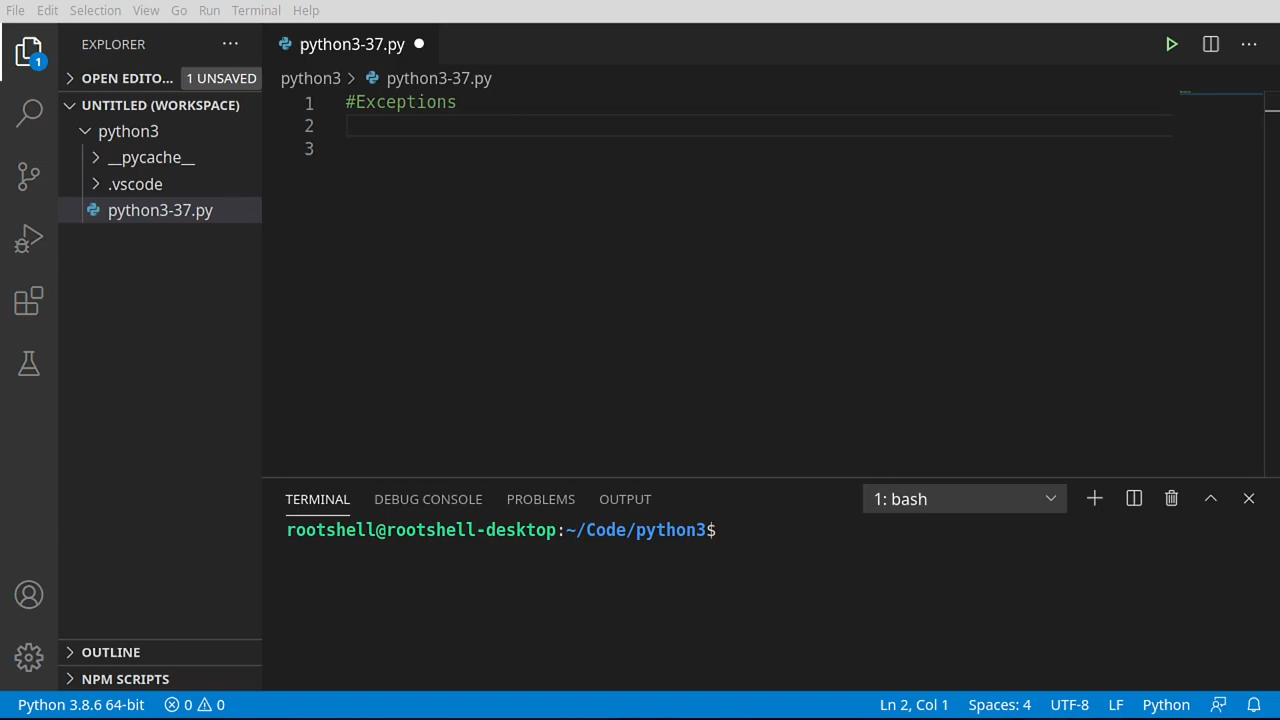 File Edit Selection View Go Run Terminal Help
EXPLORER
OPEN EDITO... 1 UNSAVED
UNTITLED (WORKSPACE)
python3
__pycache__
.vscode
python3-37.py
OUTLINE
NPM SCRIPTS
1
python3-37.py
python3 > python3-37.py
1 #Exceptions
2
3
TERMINAL DEBUG CONSOLE PROBLEMS OUTPUT 1: bash
rootshell@rootshell-desktop:~/Code/python3$
Python 3.8.6 64-bit 0 0 Ln 2, Col 1 Spaces: 4 UTF-8 LF Python